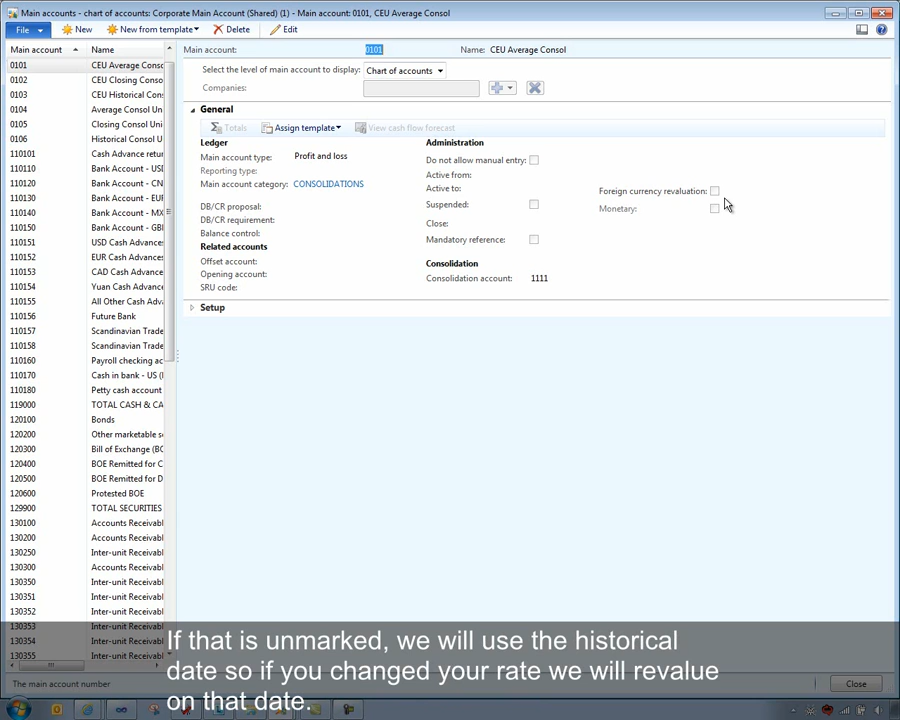 Main accounts - chart of accounts: Corporate Main Account (Shared) (1) - Main account: 0101, CEU Average Consol
File New New from template Delete Edit
Main account Name
0101 CEU Average Conso
0102 CEU Closing Conso
0103 CEU Historical Con
0104 Average Consol Un
0105 Closing Consol Uni
0106 Historical Consol U
110101 Cash Advance retur
110110 Bank Account - USD
110120 Bank Account - CN
110130 Bank Account - EUR
110140 Bank Account - MX
110150 Bank Account - GBI
110151 USD Cash Advance
110152 EUR Cash Advances
110153 CAD Cash Advance
110154 Yuan Cash Advance
110155 All Other Cash Adv
110156 Future Bank
110157 Scandinavian Trade
110158 Scandinavian Trade
110160 Payroll checking ac
110170 Cash in bank - US (I
110180 Petty cash account
119000 TOTAL CASH & CA
120100 Bonds
120200 Other marketable s
120300 Bill of Exchange (BO
120400 BOE Remitted for C
120500 BOE Remitted for D
120600 Protested BOE
129900 TOTAL SECURITIES
130100 Accounts Receivabl
130200 Accounts Receivabl
130250 Inter-unit Receivabl
130300 Accounts Receivabl
130350 Inter-unit Receivabl
130351 Inter-unit Receivabl
130352 Inter-unit Receivabl
130353 Inter-unit Receivabl
130354 Inter-unit Receivabl
130355 Inter-unit Receivabl
Main account: 0101 Name: CEU Average Consol
Select the level of main account to display: Chart of accounts
Companies:
General
Totals Assign template View cash flow forecast
Ledger
Main account type: Profit and loss
Reporting type:
Main account category: CONSOLIDATIONS
DB/CR proposal:
DB/CR requirement:
Balance control:
Related accounts
Offset account:
Opening account:
SRU code:
Administration
Do not allow manual entry:
Active from:
Active to:
Suspended:
Close:
Mandatory reference:
Consolidation
Consolidation account: 1111
Foreign currency revaluation:
Monetary:
Setup
If that is unmarked, we will use the historical
date so if you changed your rate we will revalue
on that date.
The main account number
Close